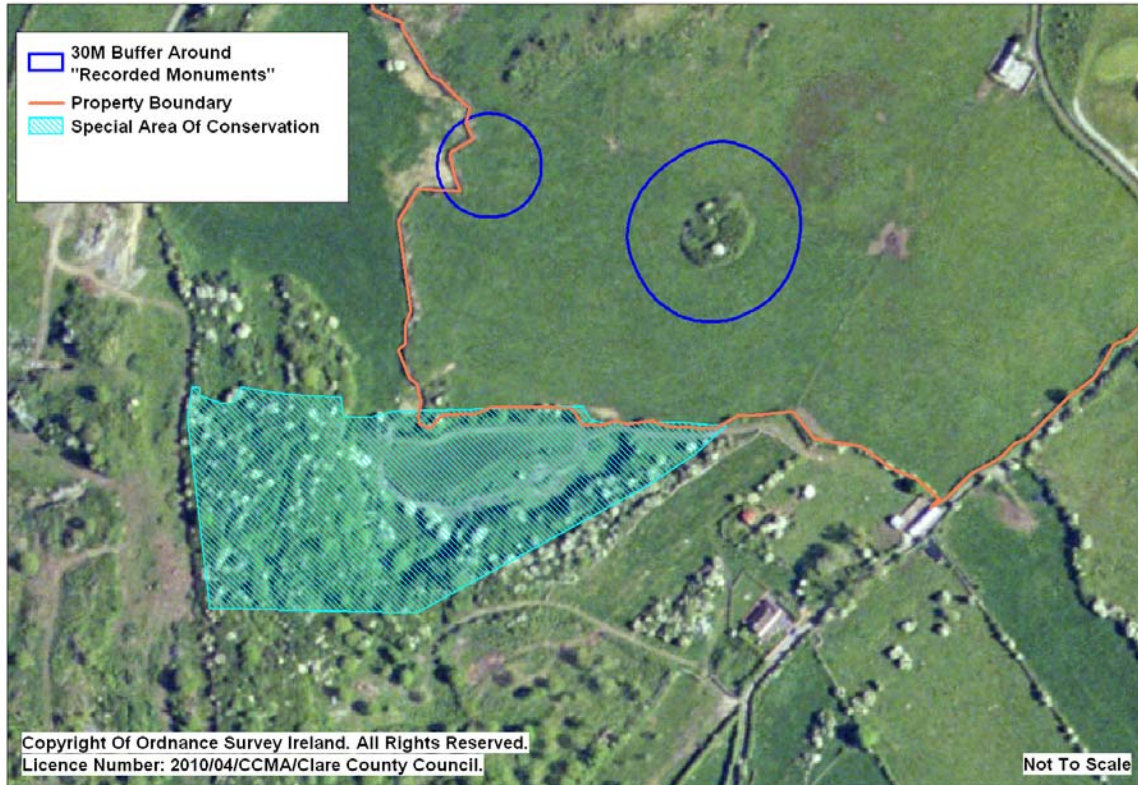 30M Buffer Around
"Recorded Monuments"
Property Boundary
Special Area Of Conservation
Copyright Of Ordnance Survey Ireland. All Rights Reserved.
Licence Number: 2010/04/CCMA/Clare County Council.
Not To Scale